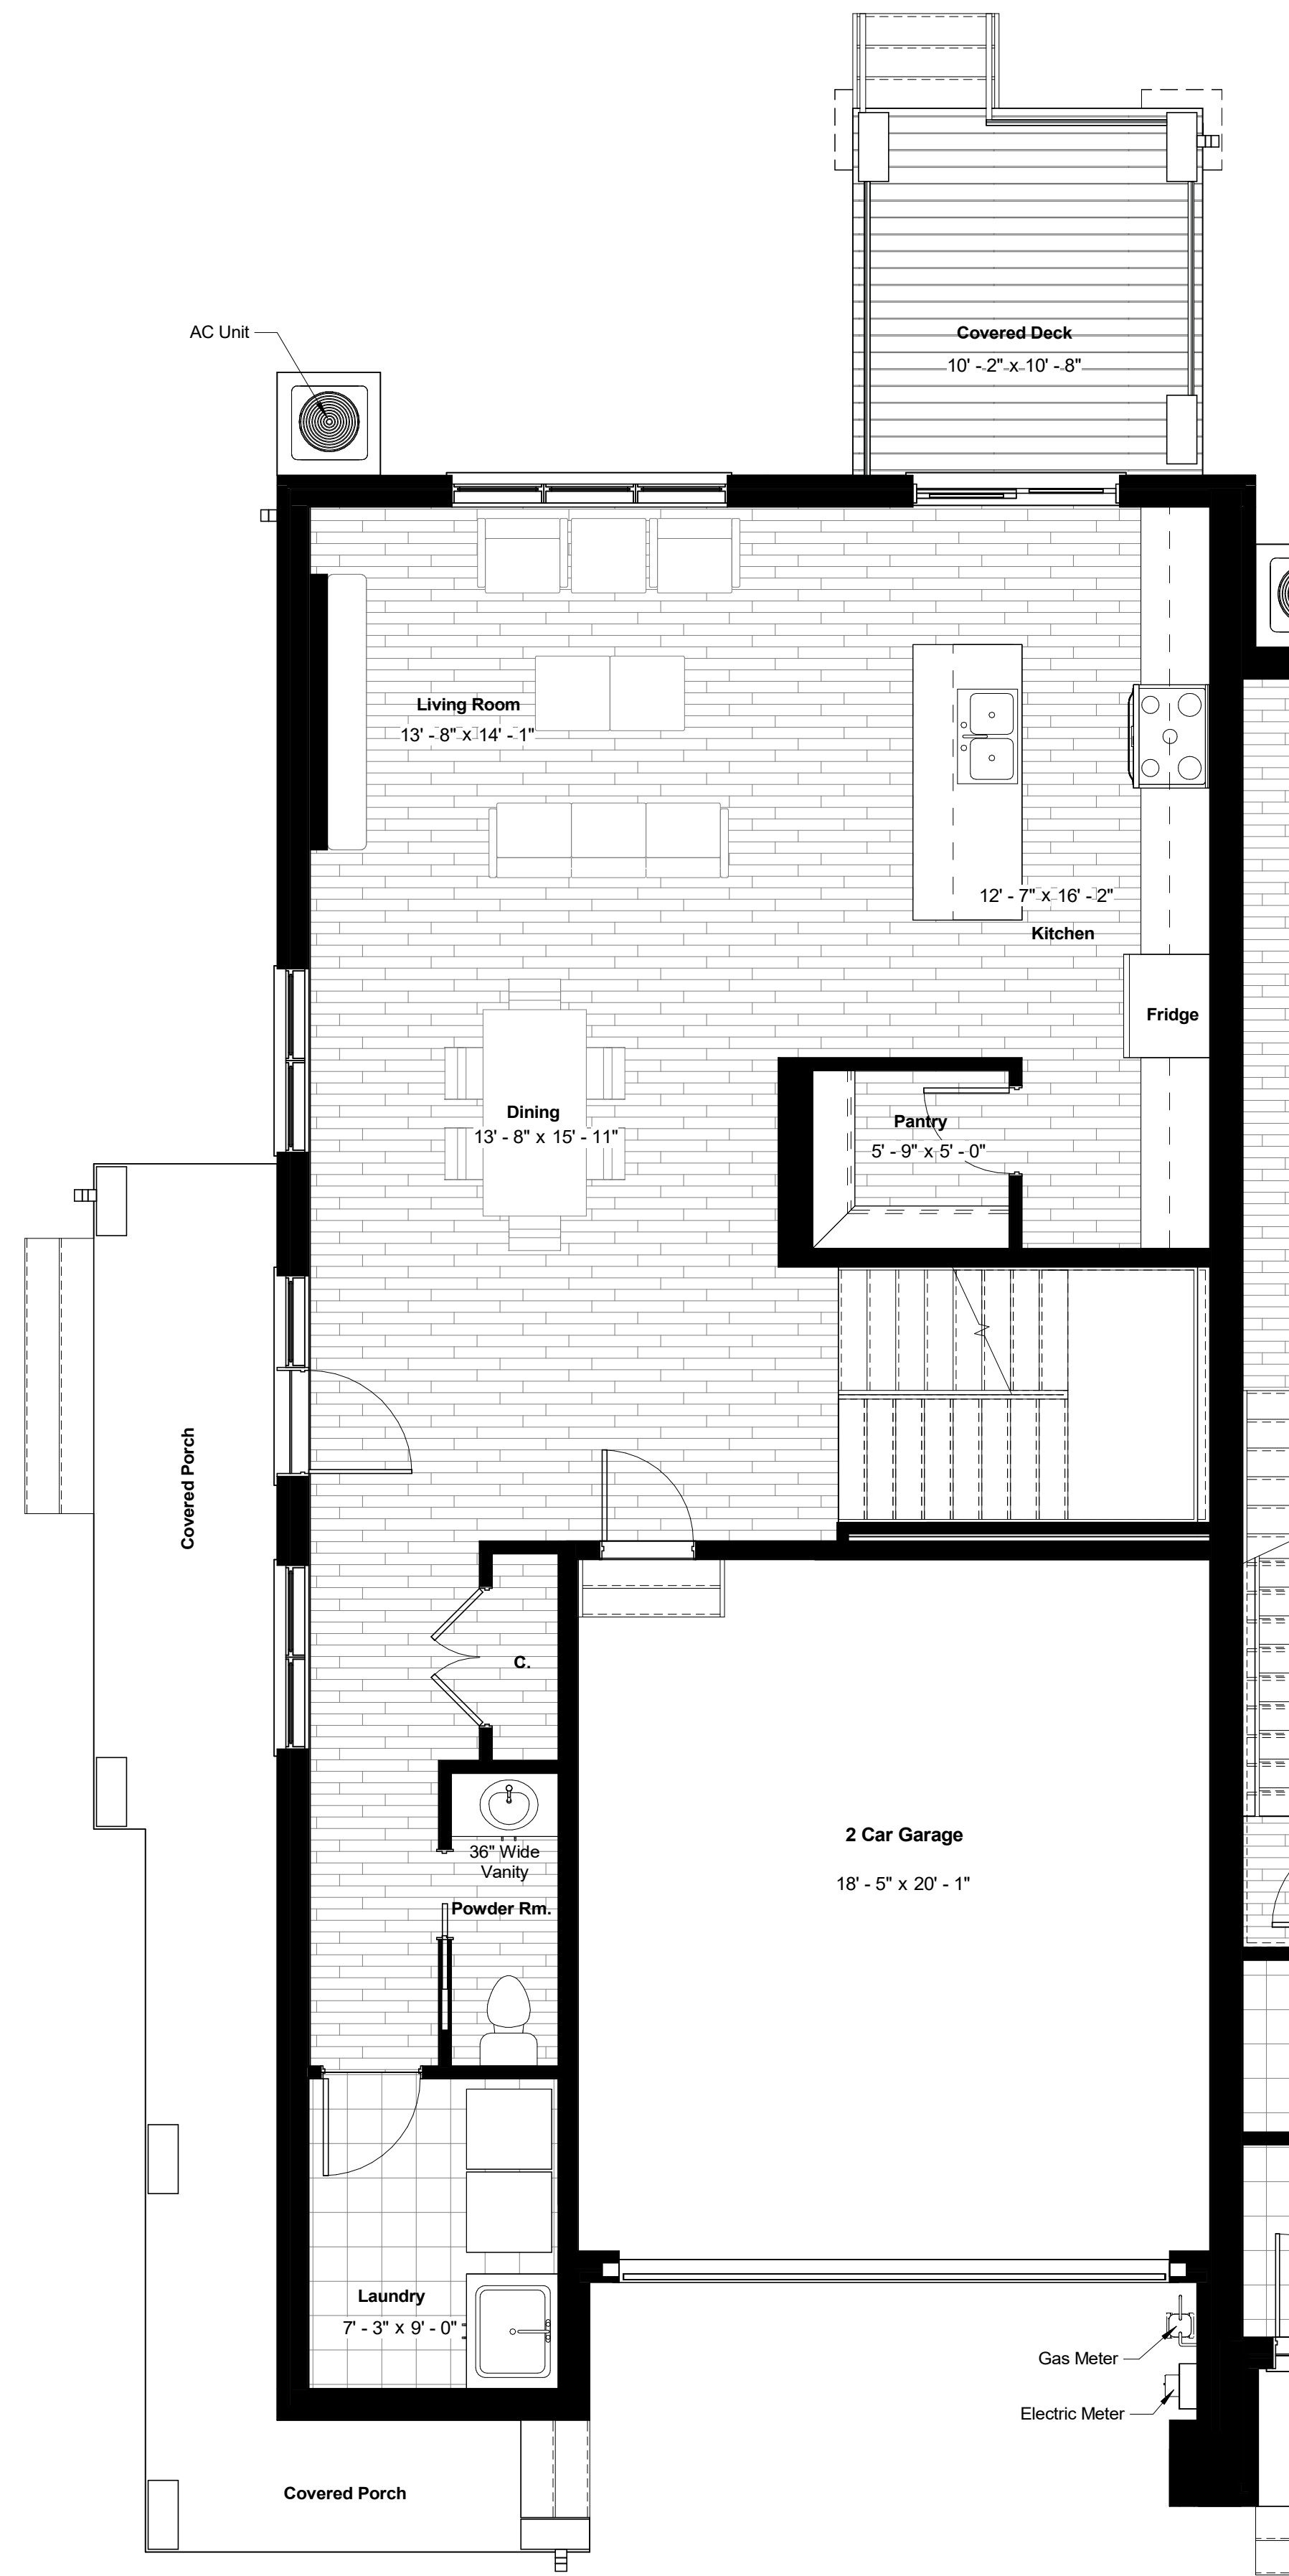 AC Unit
Covered Deck
10' - 2" x 10' - 8"
Living Room
13' - 8" x 14' - 1"
12' - 7" x 16' - 2"
Kitchen
Fridge
Dining
13' - 8" x 15' - 11"
Pantry
5' - 9" x 5' - 0"
Covered Porch
C.
2 Car Garage
18' - 5" x 20' - 1"
36" Wide
Vanity
Powder Rm.
Laundry
7' - 3" x 9' - 0"
Gas Meter
Electric Meter
Covered Porch